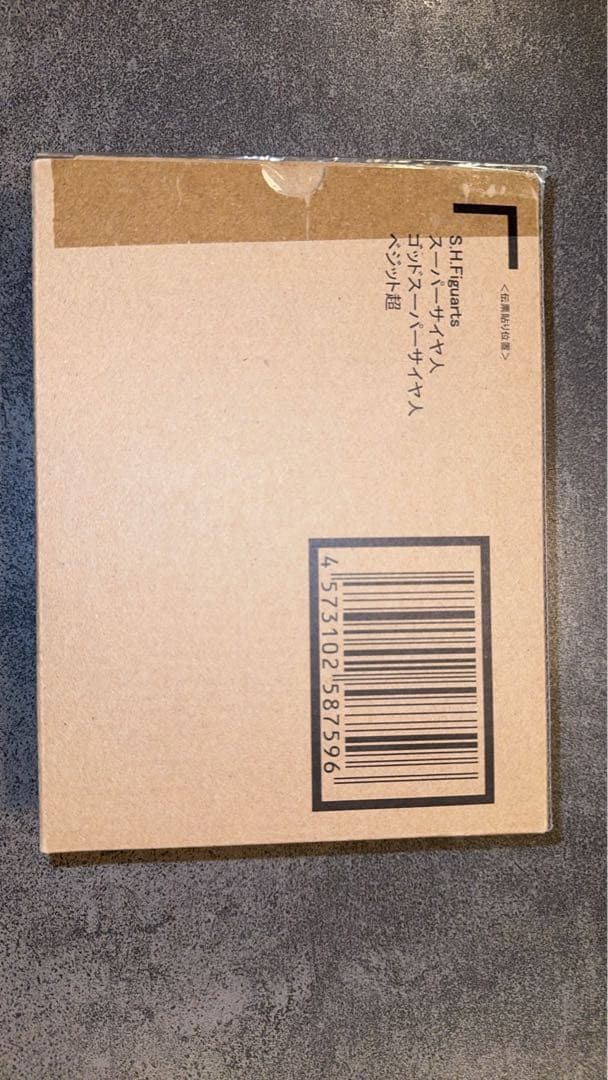 <伝票貼り位置>
S.H.Figuarts
スーパーサイヤ人
ゴッドスーパーサイヤ人
ベジット超
4 573102 587596